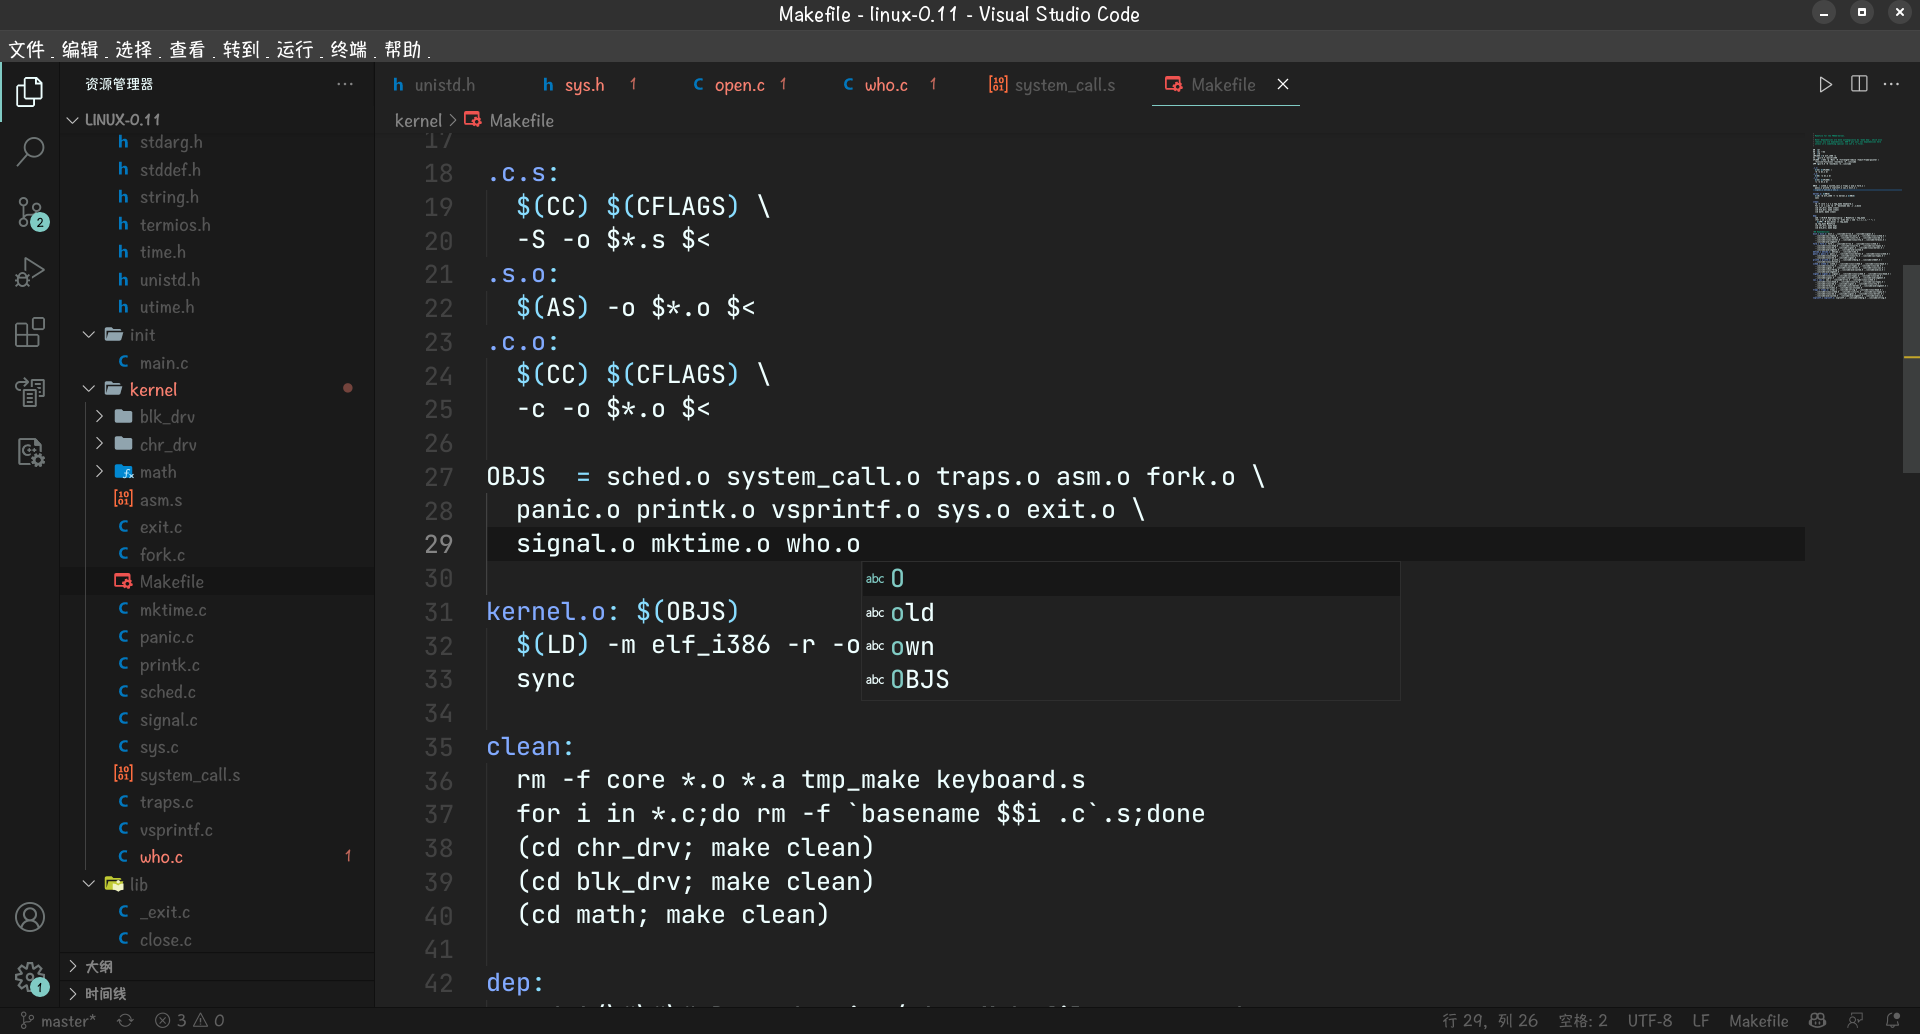 Makefile - linux-0.11 - Visual Studio Code
文件 编辑 选择 查看 转到 运行 终端 帮助
资源管理器 ...
unistd.h sys.h 1 open.c 1 who.c 1 system_call.s Makefile
kernel > Makefile
LINUX-0.11
stdarg.h
stddef.h
string.h
termios.h
time.h
unistd.h
utime.h
init
main.c
kernel
blk_drv
chr_drv
math
asm.s
exit.c
fork.c
Makefile
mktime.c
panic.c
printk.c
sched.c
signal.c
sys.c
system_call.s
traps.c
vsprintf.c
who.c 1
lib
_exit.c
close.c
大纲
时间线
2
1
17
18 .c.s:
19 $(CC) $(CFLAGS) \
20 -S -o $*.s $<
21 .s.o:
22 $(AS) -o $*.o $<
23 .c.o:
24 $(CC) $(CFLAGS) \
25 -c -o $*.o $<
26
27 OBJS = sched.o system_call.o traps.o asm.o fork.o \
28 panic.o printk.o vsprintf.o sys.o exit.o \
29 signal.o mktime.o who.o
30
31 kernel.o: $(OBJS)
32 $(LD) -m elf_i386 -r -o
33 sync
34
35 clean:
36 rm -f core *.o *.a tmp_make keyboard.s
37 for i in *.c;do rm -f `basename $$i .c`.s;done
38 (cd chr_drv; make clean)
39 (cd blk_drv; make clean)
40 (cd math; make clean)
41
42 dep:
abc O
abc old
abc own
abc OBJS
master* 3 0 行 29, 列 26 空格: 2 UTF-8 LF Makefile